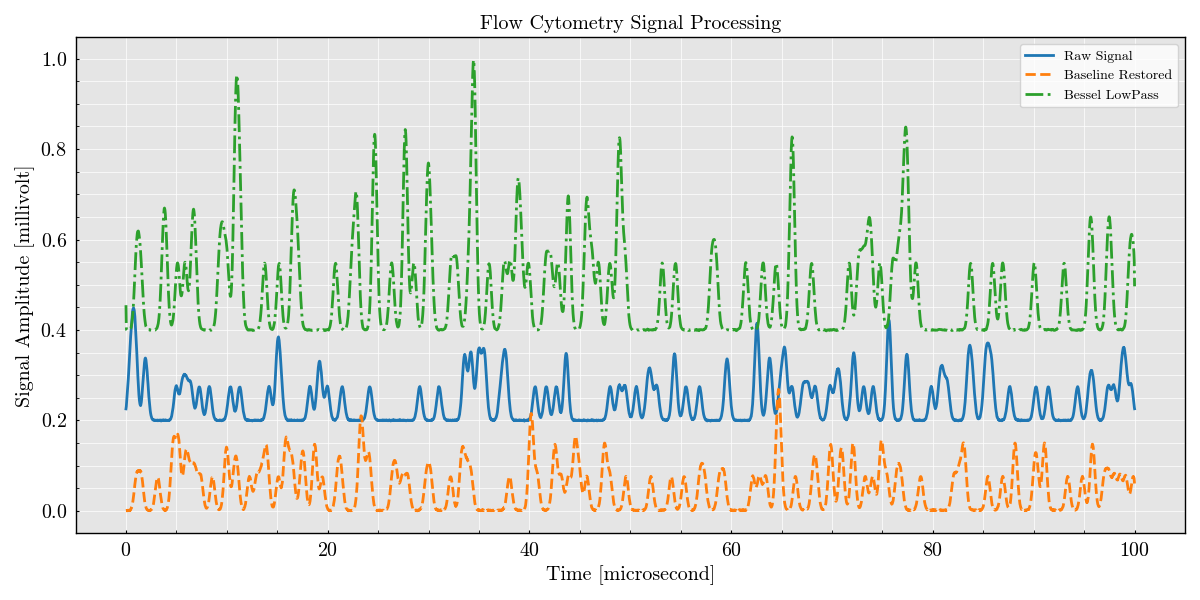 Flow Cytometry Signal Processing
Raw Signal
Baseline Restored
Bessel LowPass
Signal Amplitude [millivolt]
1.0
0.8
0.6
0.4
0.2
0.0
0 20 40 60 80 100
Time [microsecond]